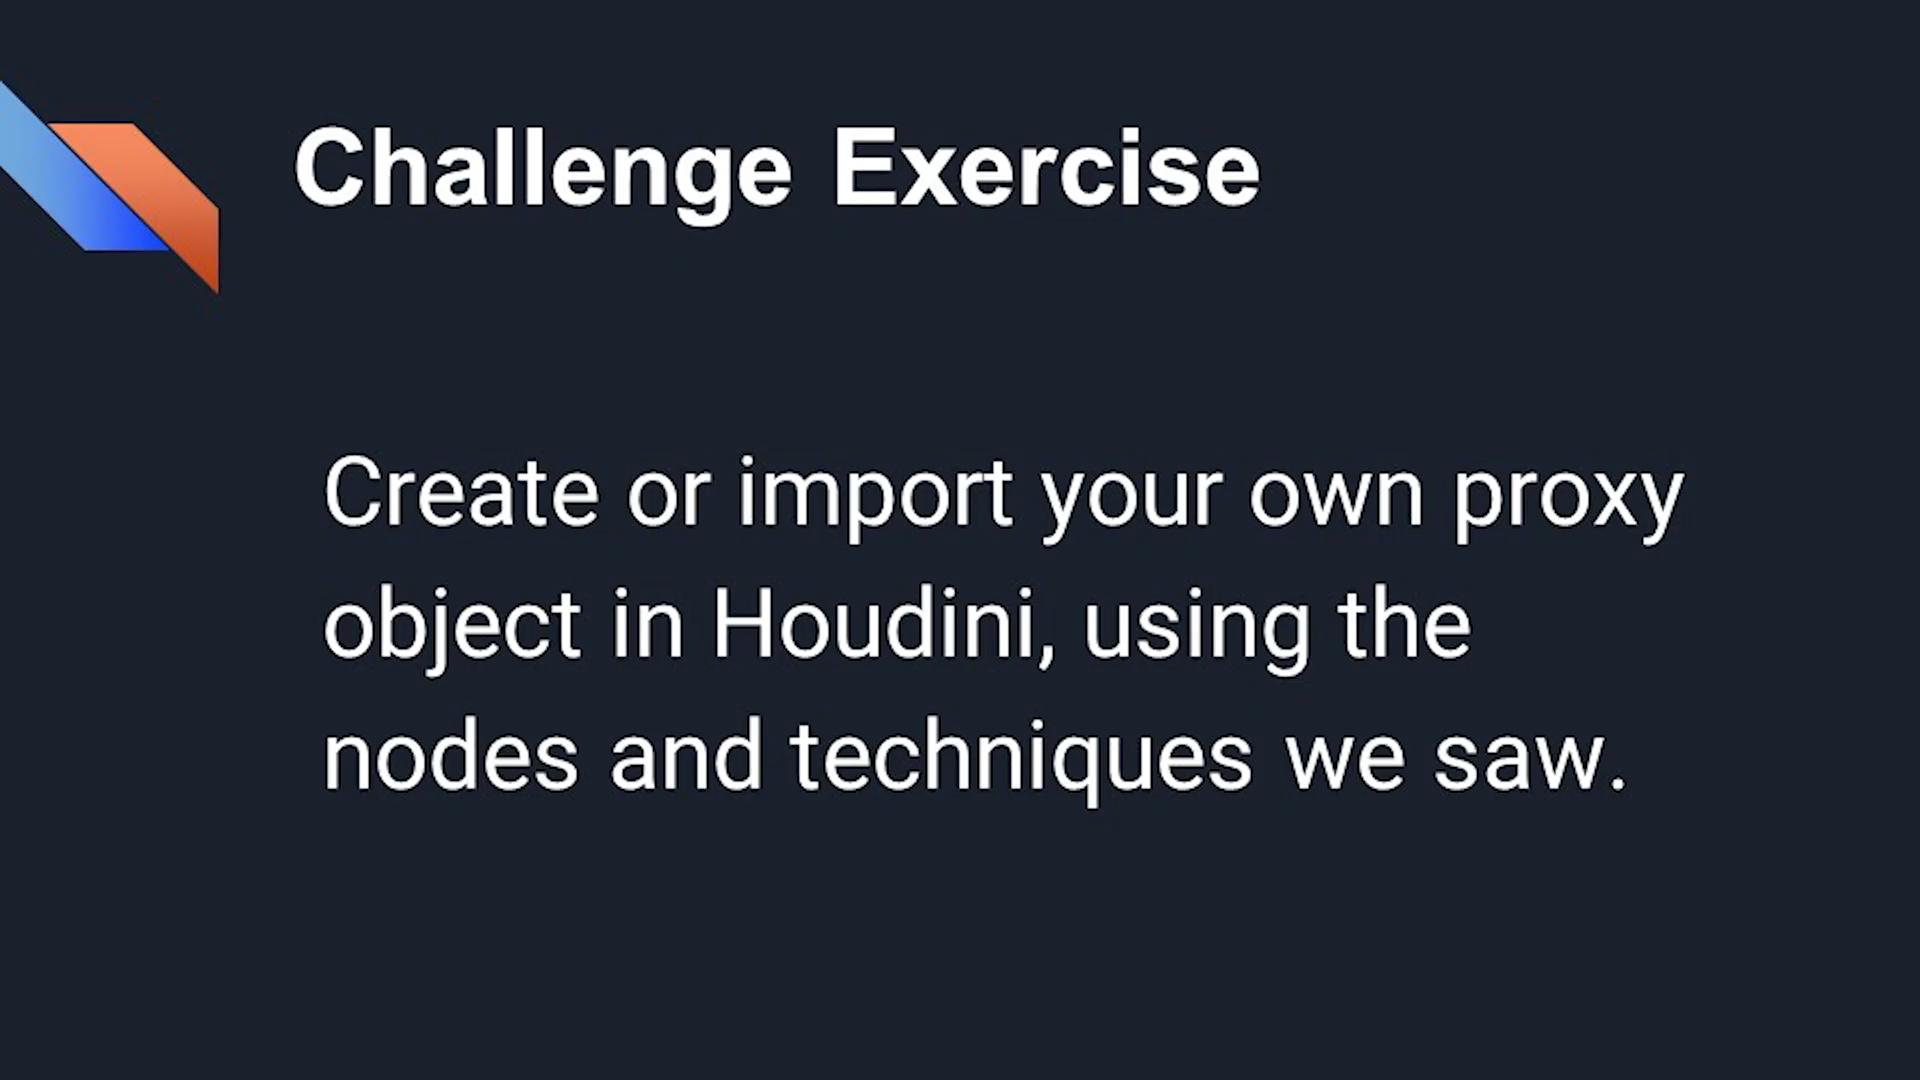 Challenge Exercise
Create or import your own proxy
object in Houdini, using the
nodes and techniques we saw.